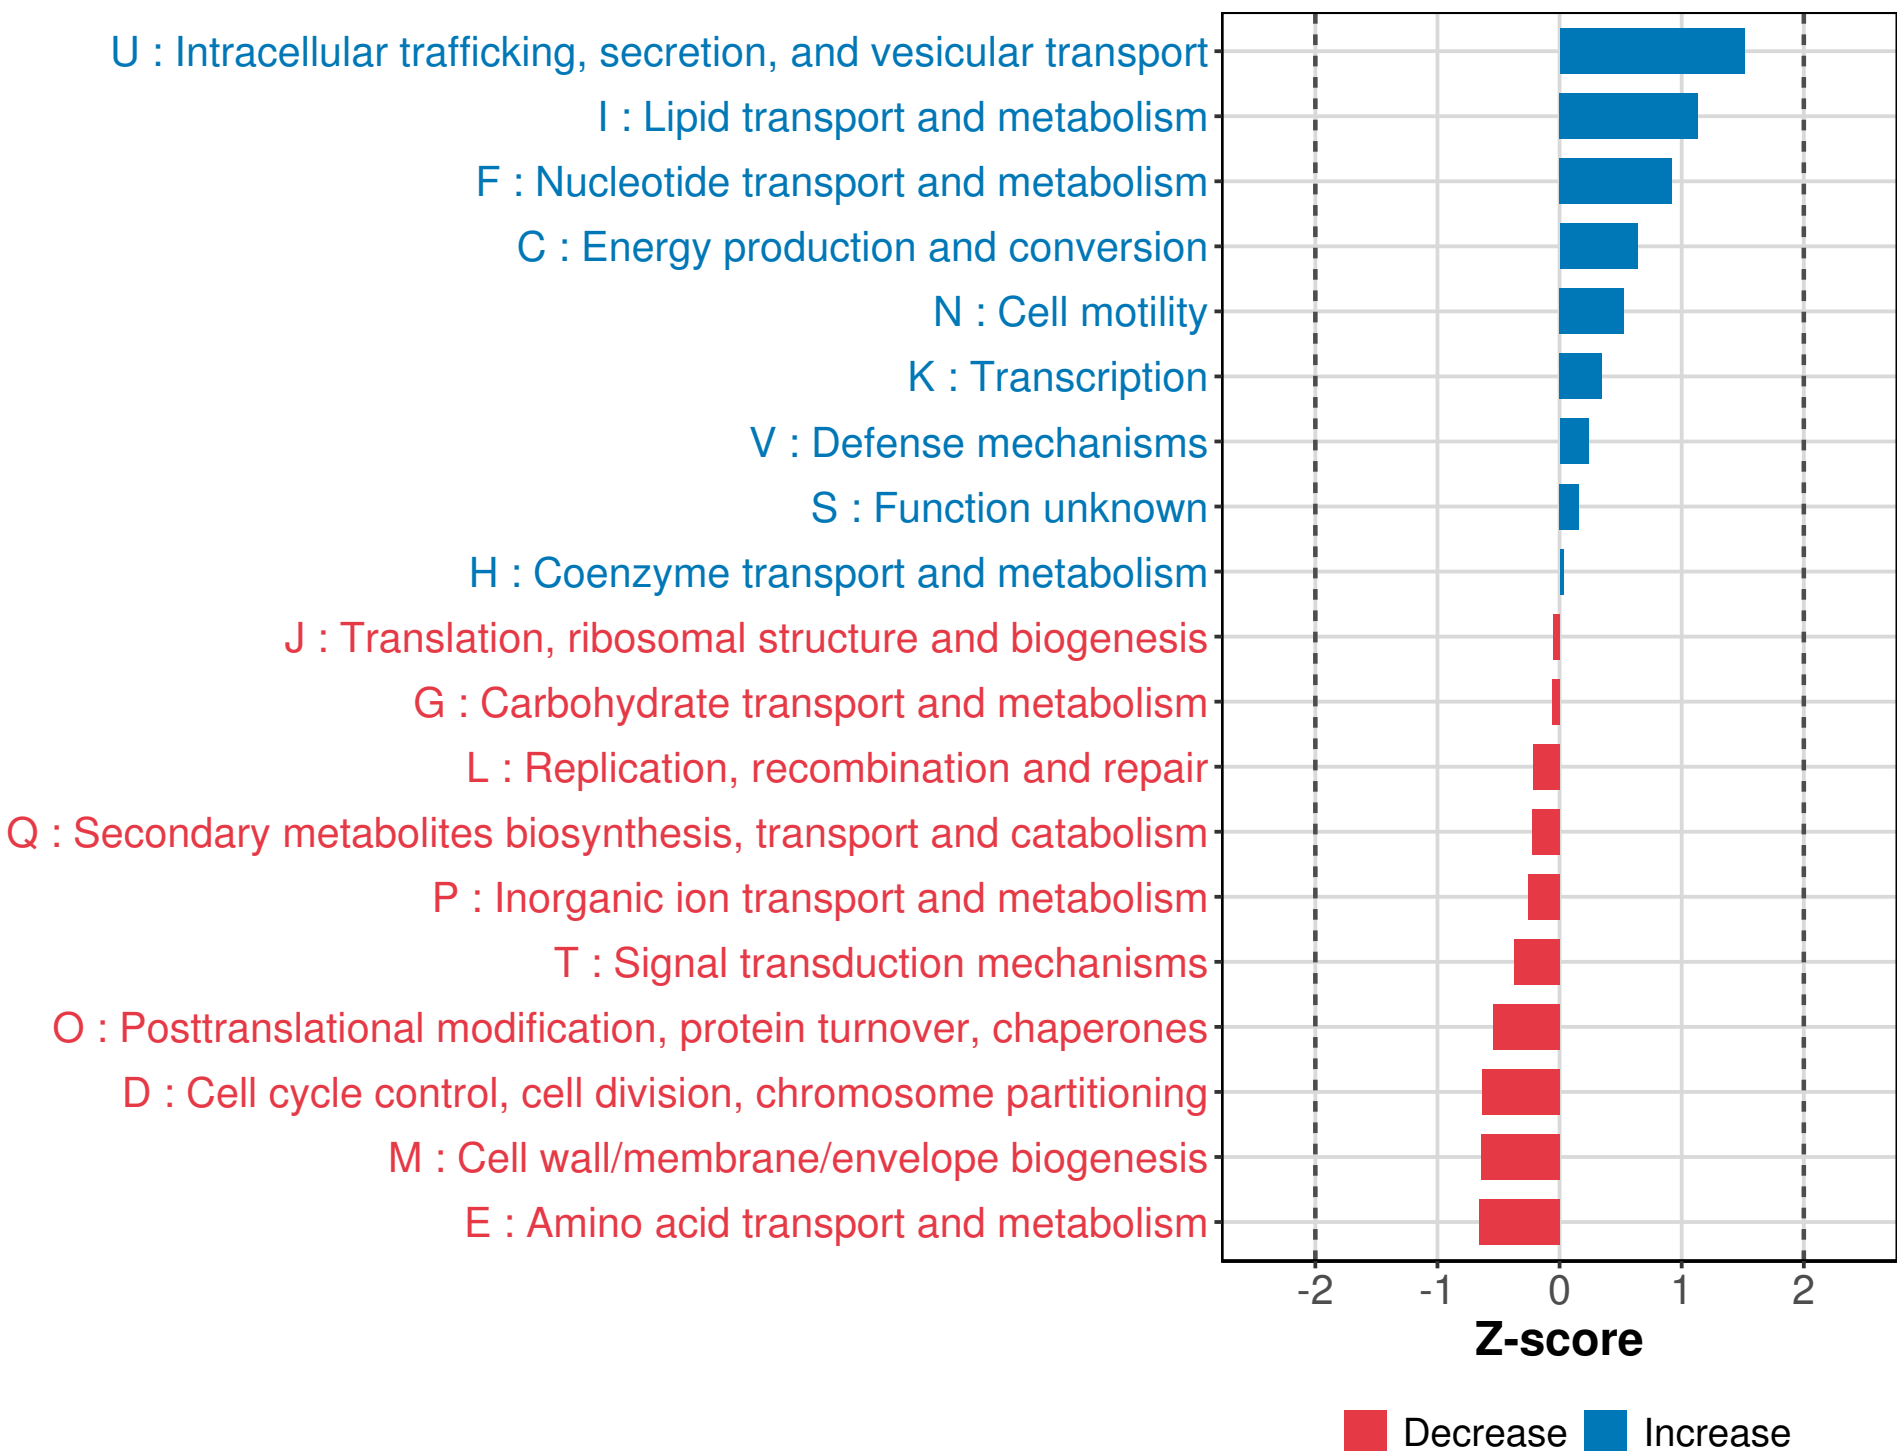 U : Intracellular trafficking, secretion, and vesicular transport
I : Lipid transport and metabolism
F : Nucleotide transport and metabolism
C : Energy production and conversion
N : Cell motility
K : Transcription
V : Defense mechanisms
S : Function unknown
H : Coenzyme transport and metabolism
J : Translation, ribosomal structure and biogenesis
G : Carbohydrate transport and metabolism
L : Replication, recombination and repair
Q : Secondary metabolites biosynthesis, transport and catabolism
P : Inorganic ion transport and metabolism
T : Signal transduction mechanisms
O : Posttranslational modification, protein turnover, chaperones
D : Cell cycle control, cell division, chromosome partitioning
M : Cell wall/membrane/envelope biogenesis
E : Amino acid transport and metabolism
-2 -1 0 1 2
Z-score
Decrease Increase